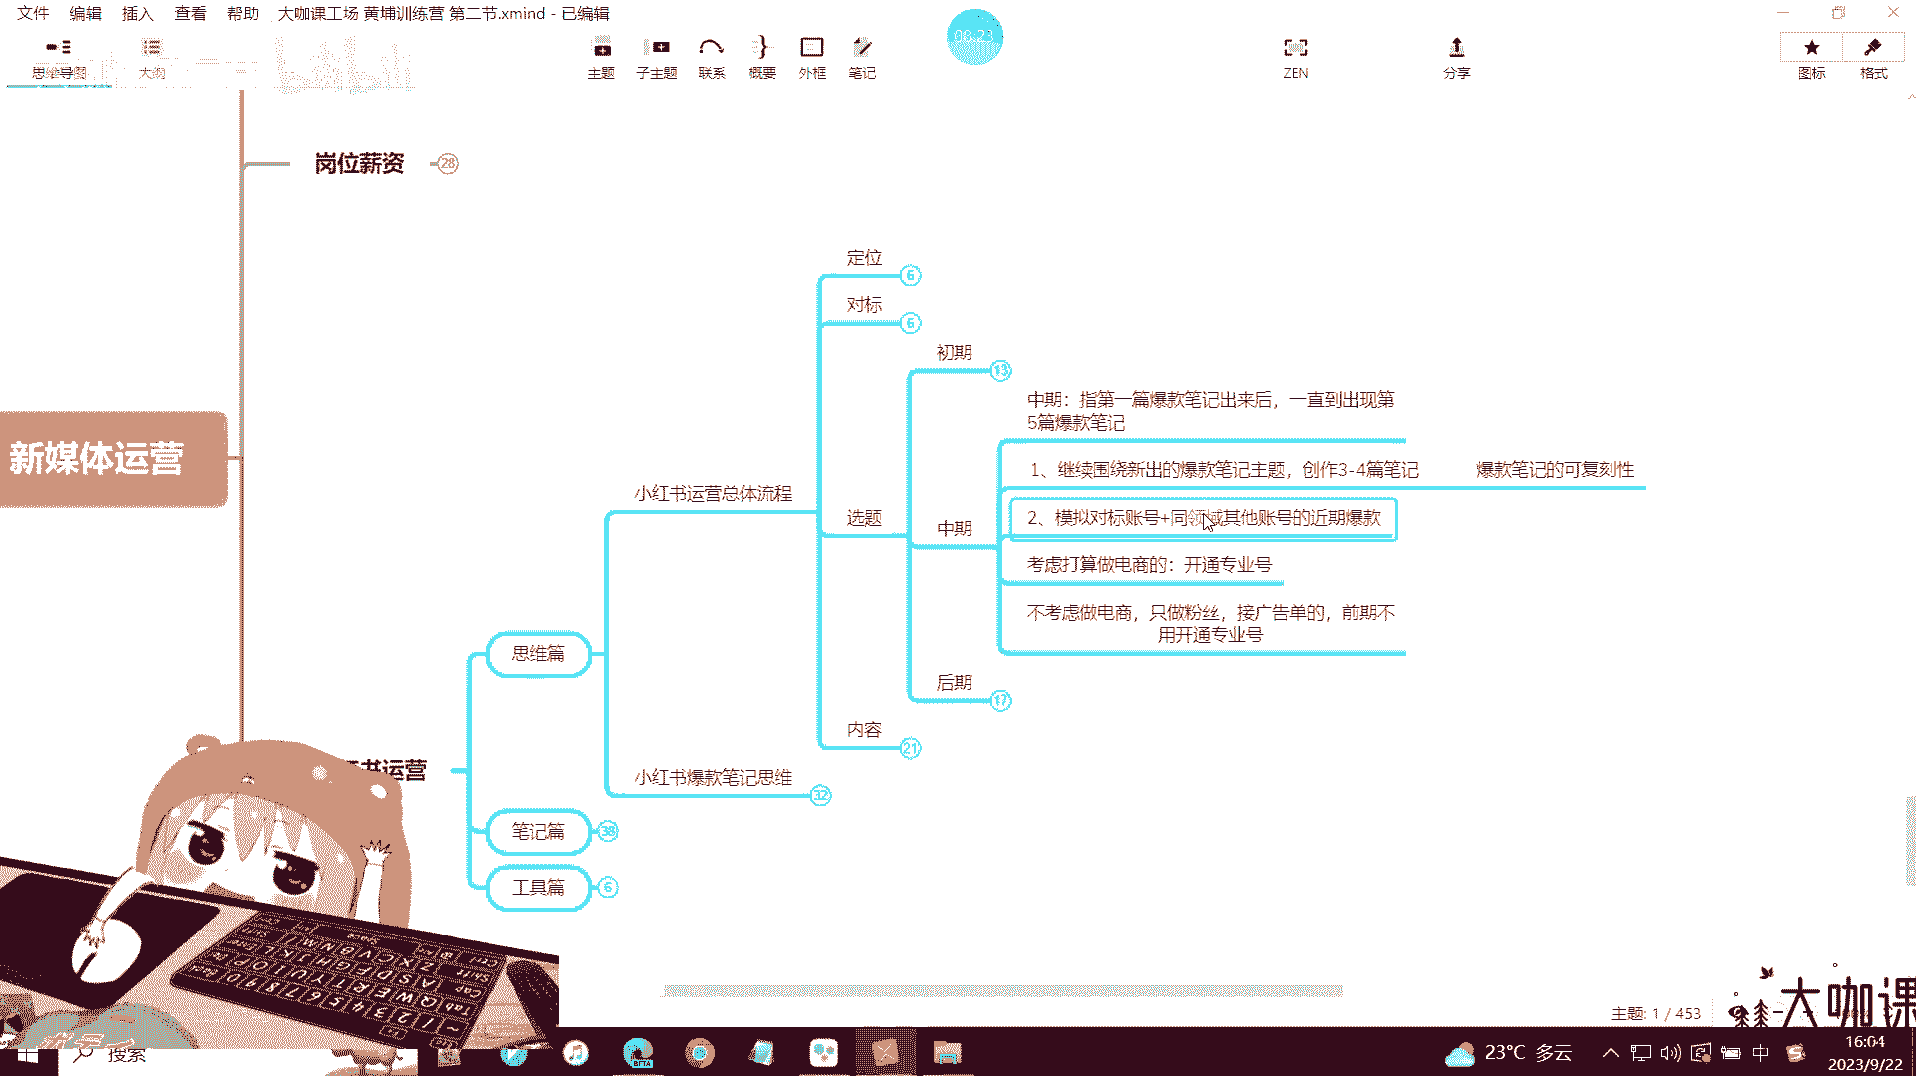 文件 编辑 插入 查看 帮助 大咖课工场 黄埔训练营 第二节.xmind - 已编辑
思维导图 大纲 主题 子主题 联系 概要 外框 笔记 00:23 ZEN 分享 图标 格式
岗位薪资 28
定位 6
对标 6
初期 13
中期：指第一篇爆款笔记出来后，一直到出现第
5篇爆款笔记
新媒体运营
1、继续围绕新出的爆款笔记主题，创作3-4篇笔记 爆款笔记的可复刻性
小红书运营总体流程
选题
中期
2、模拟对标账号+同领域其他账号的近期爆款
考虑打算做电商的：开通专业号
不考虑做电商，只做粉丝，接广告单的，前期不
用开通专业号
思维篇
后期 17
内容 21
书运营
小红书爆款笔记思维 32
笔记篇 38
工具篇 6
主题: 1 / 453
大咖课
搜索
BETA
23°C 多云
中
16:04
2023/9/22